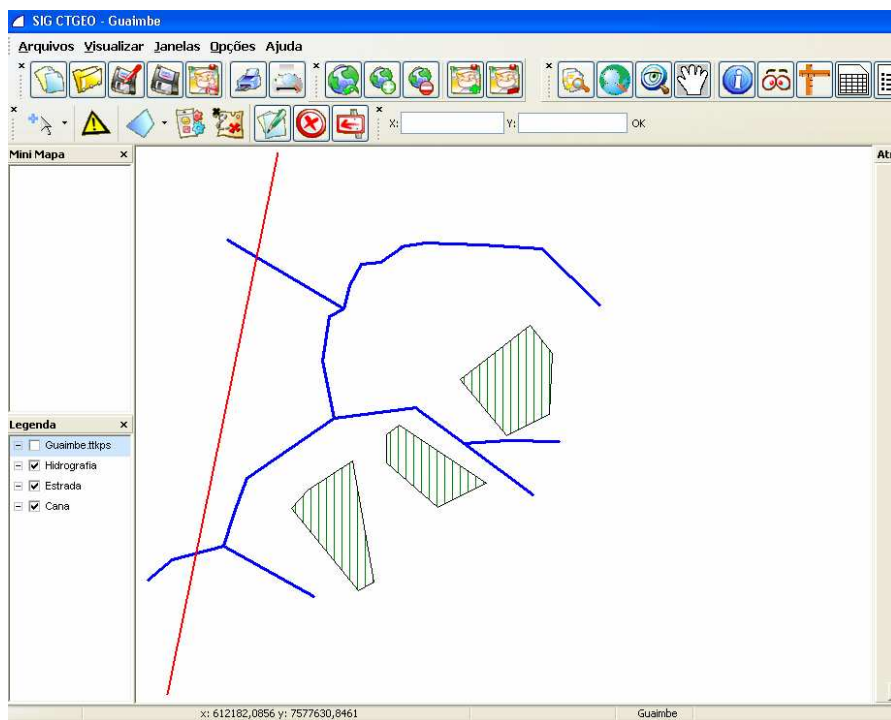 SIG CTGEO - Guaimbe
Arquivos Visualizar Janelas Opções Ajuda
X: Y: OK
Mini Mapa x
Atr
Legenda x
Guaimbe.ttkps
Hidrografia
Estrada
Cana
x: 612182,0856 y: 7577630,8461 Guaimbe